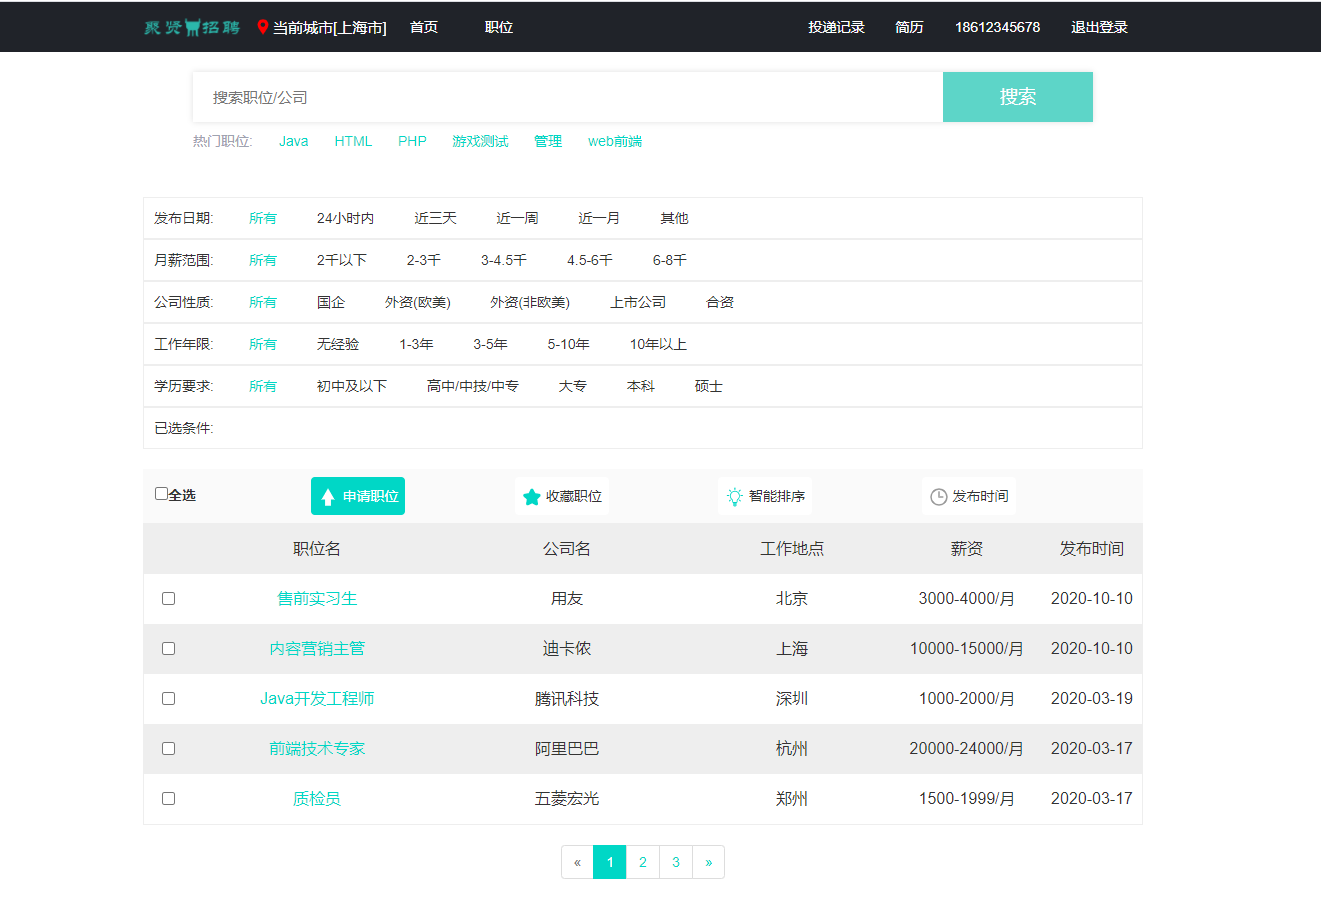 聚贤招聘 当前城市[上海市] 首页 职位 投递记录 简历 18612345678 退出登录
搜索职位/公司 搜索
热门职位: Java HTML PHP 游戏测试 管理 web前端
发布日期: 所有 24小时内 近三天 近一周 近一月 其他
月薪范围: 所有 2千以下 2-3千 3-4.5千 4.5-6千 6-8千
公司性质: 所有 国企 外资(欧美) 外资(非欧美) 上市公司 合资
工作年限: 所有 无经验 1-3年 3-5年 5-10年 10年以上
学历要求: 所有 初中及以下 高中/中技/中专 大专 本科 硕士
已选条件:
全选 申请职位 收藏职位 智能排序 发布时间
职位名 公司名 工作地点 薪资 发布时间
售前实习生 用友 北京 3000-4000/月 2020-10-10
内容营销主管 迪卡侬 上海 10000-15000/月 2020-10-10
Java开发工程师 腾讯科技 深圳 1000-2000/月 2020-03-19
前端技术专家 阿里巴巴 杭州 20000-24000/月 2020-03-17
质检员 五菱宏光 郑州 1500-1999/月 2020-03-17
« 1 2 3 »